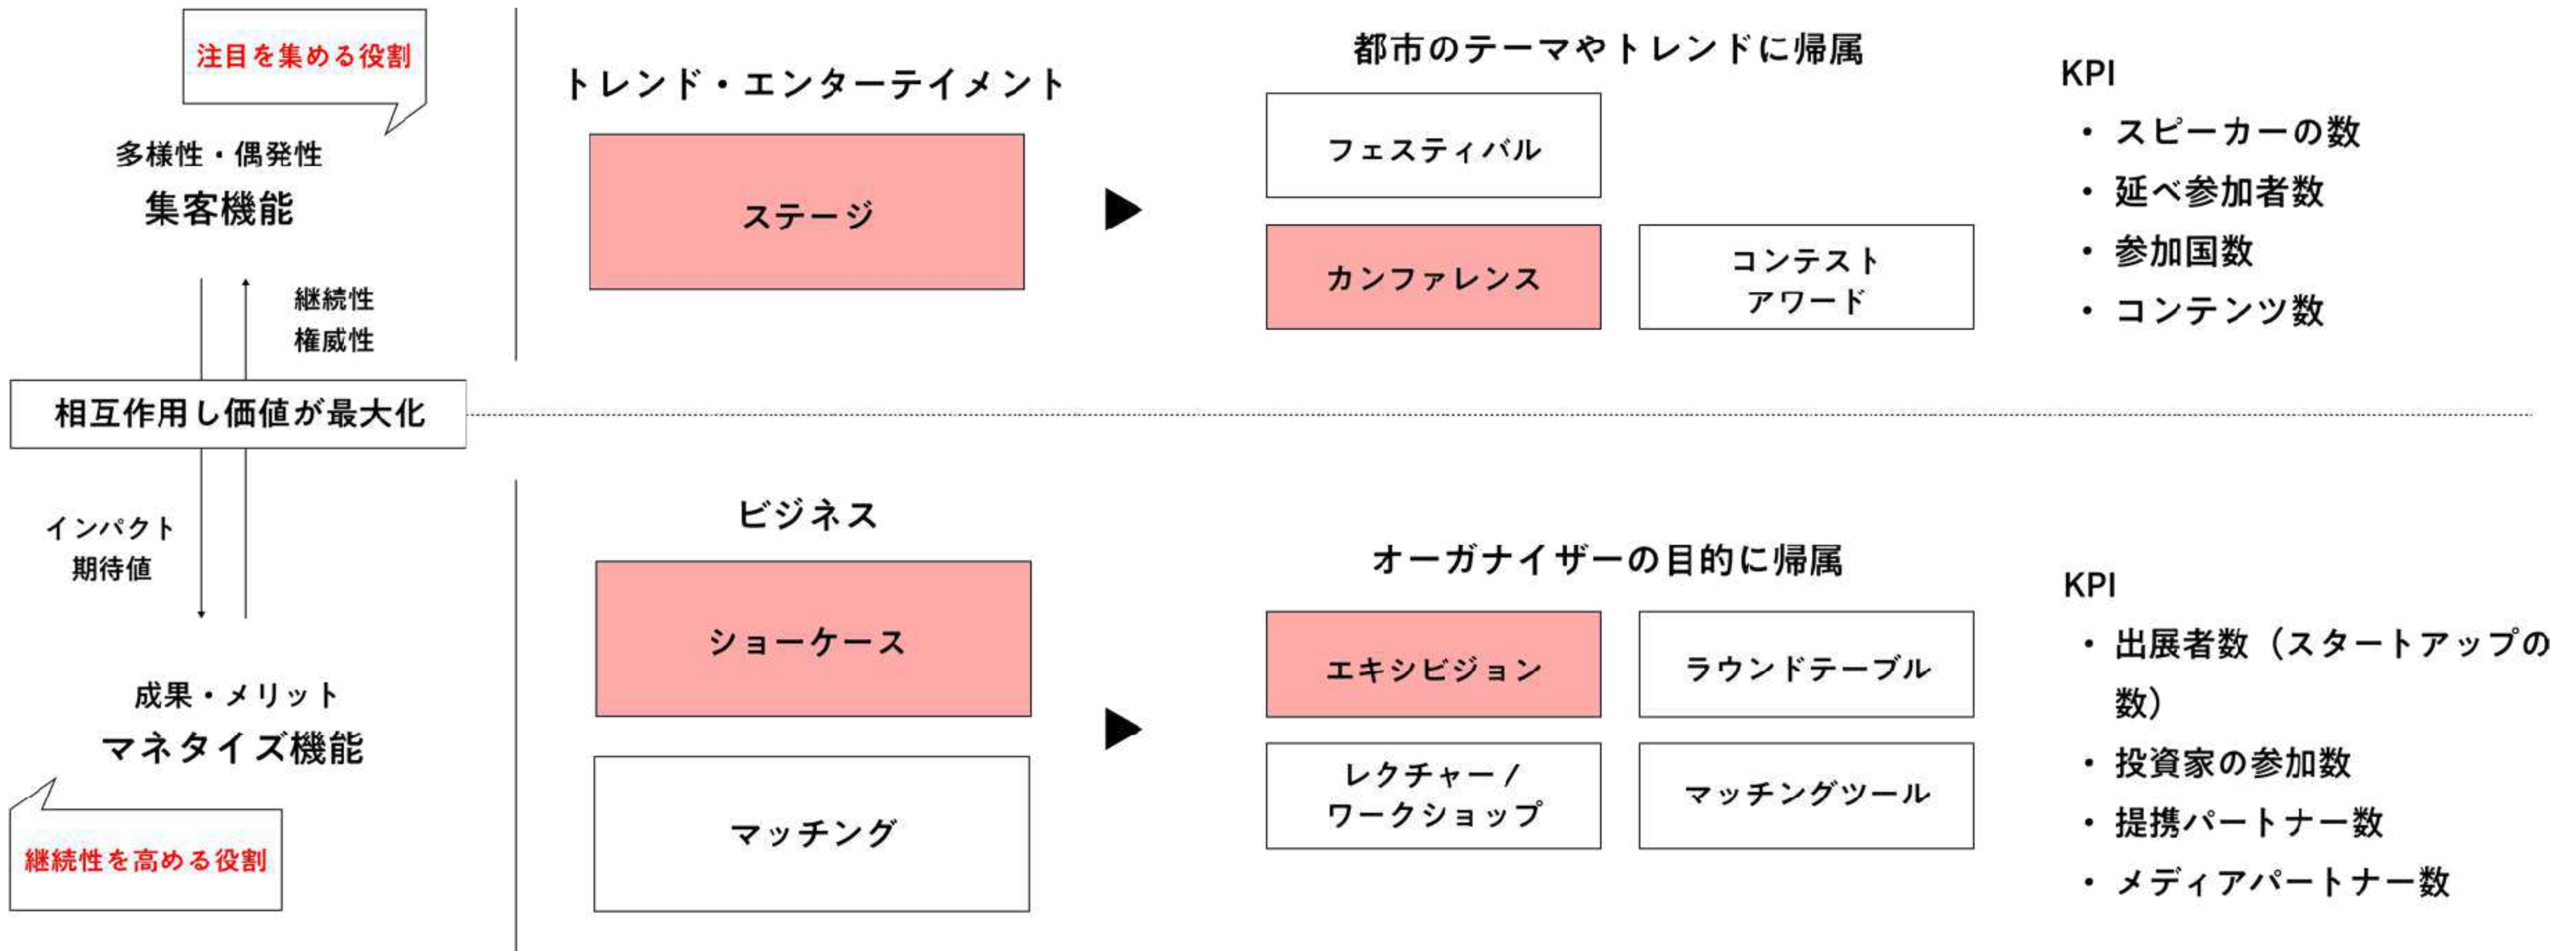 注目を集める役割
多様性・偶発性
集客機能
継続性
権威性
相互作用し価値が最大化
インパクト
期待値
成果・メリット
マネタイズ機能
継続性を高める役割
トレンド・エンターテイメント
ステージ
都市のテーマやトレンドに帰属
フェスティバル
カンファレンス
コンテスト
アワード
KPI
・ スピーカーの数
・ 延べ参加者数
・ 参加国数
・ コンテンツ数
ビジネス
ショーケース
マッチング
オーガナイザーの目的に帰属
エキシビジョン
ラウンドテーブル
レクチャー /
ワークショップ
マッチングツール
KPI
・ 出展者数（スタートアップの
数）
・ 投資家の参加数
・ 提携パートナー数
・ メディアパートナー数